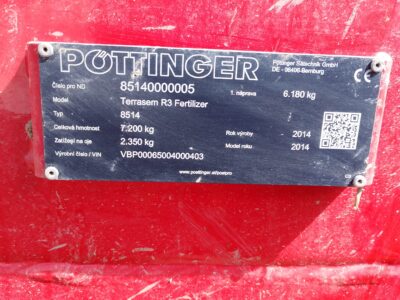 PÖTTINGER
Pöttinger Sätechnik GmbH
DE - 06406 Bernburg
CE
Číslo pro ND 85140000005 1. náprava 6.180 kg
Model Terrasem R3 Fertilizer
Typ 8514
Celková hmotnost 7.200 kg Rok výroby - 2014
Zatížení na oje 2.350 kg Model roku 2014
Výrobní číslo / VIN VBP00065004000403
www.poettinger.at/poepro